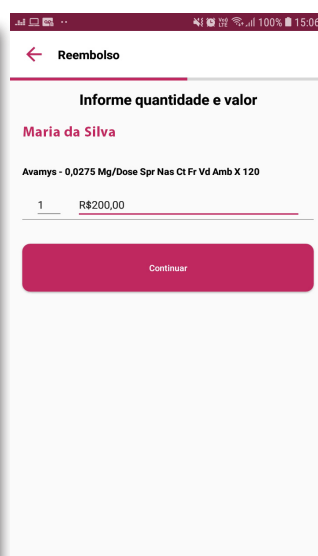 100% 15:06
Reembolso
Informe quantidade e valor
Maria da Silva
Avamys - 0,0275 Mg/Dose Spr Nas Ct Fr Vd Amb X 120
1 R$200,00
Continuar